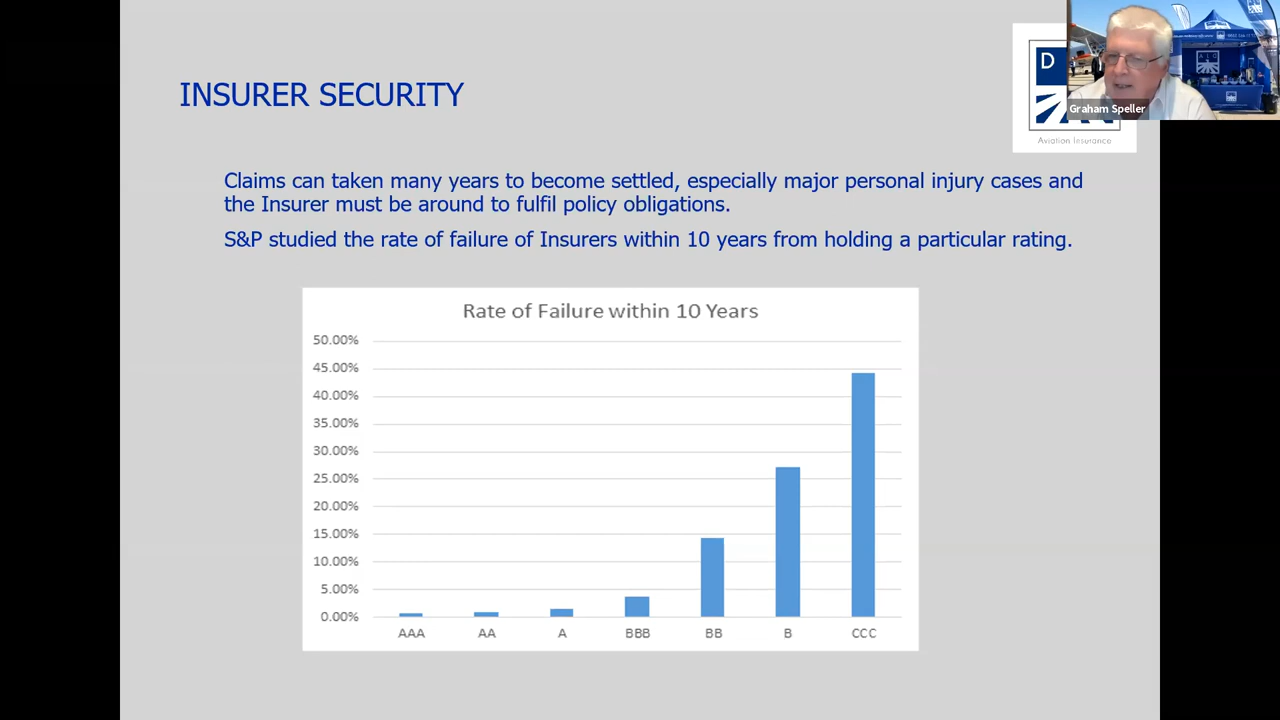 INSURER SECURITY
D
Aviation Insurance
Graham Speller
Claims can taken many years to become settled, especially major personal injury cases and
the Insurer must be around to fulfil policy obligations.
S&P studied the rate of failure of Insurers within 10 years from holding a particular rating.
Rate of Failure within 10 Years
50.00%
45.00%
40.00%
35.00%
30.00%
25.00%
20.00%
15.00%
10.00%
5.00%
0.00%
AAA AA A BBB BB B CCC